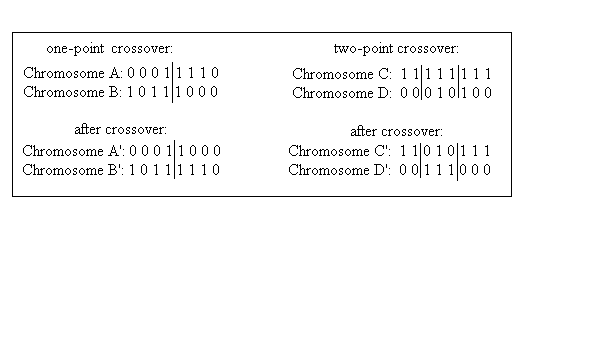 one-point crossover:
Chromosome A: 0 0 0 1 1 1 1 0
Chromosome B: 1 0 1 1 1 0 0 0
after crossover:
Chromosome A': 0 0 0 1 1 0 0 0
Chromosome B': 1 0 1 1 1 1 1 0
two-point crossover:
Chromosome C: 1 1 1 1 1 1 1 1
Chromosome D: 0 0 0 1 0 1 0 0
after crossover:
Chromosome C': 1 1 0 1 0 1 1 1
Chromosome D': 0 0 1 1 1 0 0 0